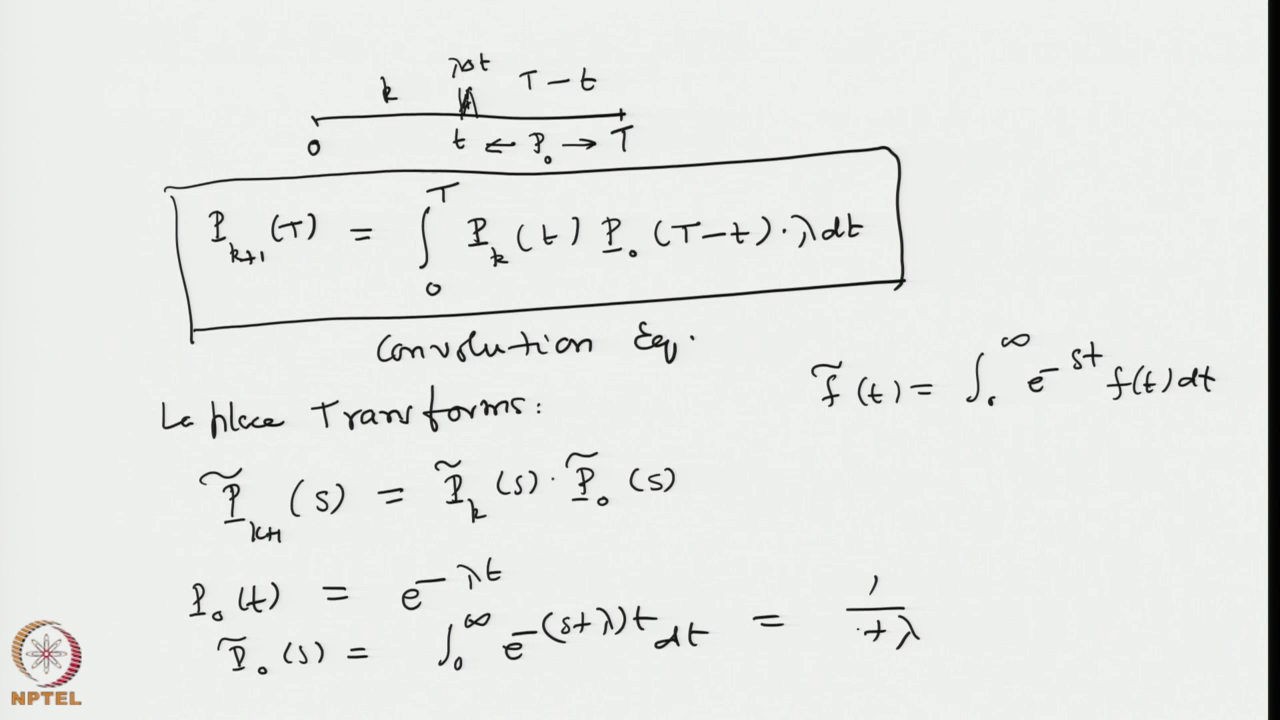 k λΔt T − t
0 t ← P₀ → T
P_{k+1}(T) = ∫₀^T P_k(t) P₀(T−t)·λdt
Convolution Eq.
f̃(t) = ∫₀^∞ e^{−st} f(t)dt
Laplace Transforms:
P̃_{k+1}(s) = P̃_k(s)·P̃₀(s)
P₀(t) = e^{−λt}
P̃₀(s) = ∫₀^∞ e^{−(s+λ)t} dt = 1/(·+λ)
NPTEL